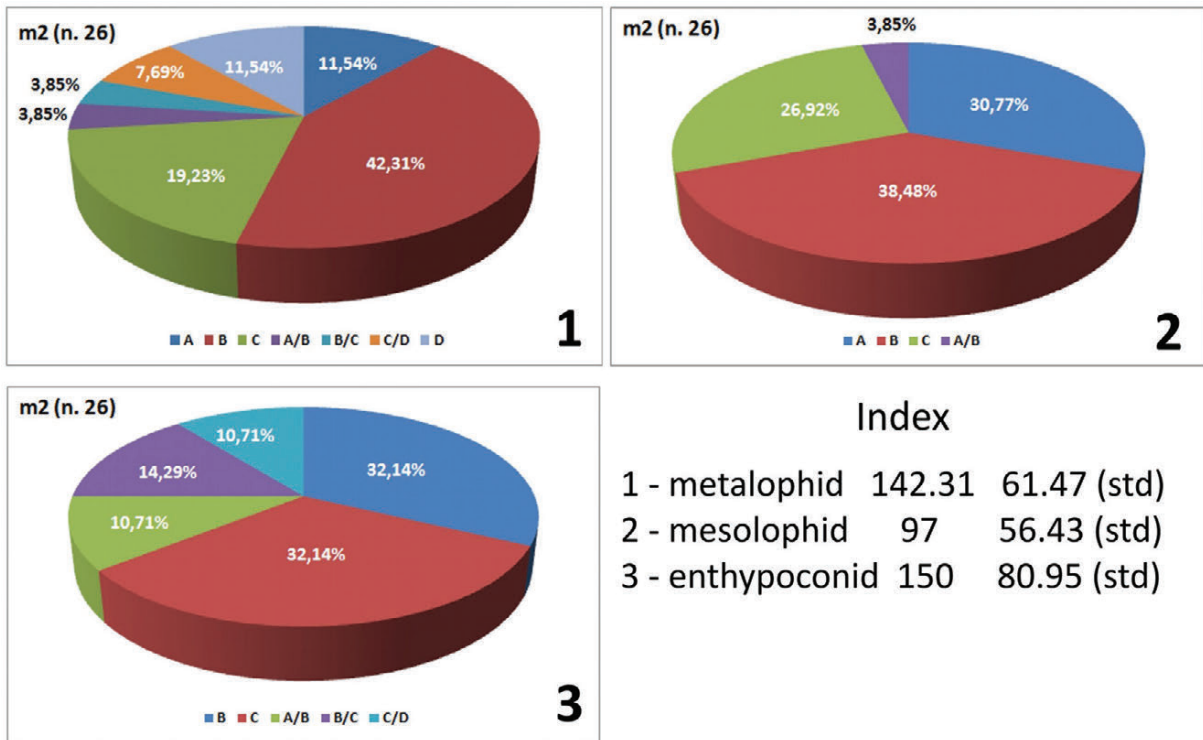 m2 (n. 26)
11,54%
11,54%
7,69%
3,85%
3,85%
19,23%
42,31%
A B C A/B B/C C/D D
1
m2 (n. 26)
3,85%
30,77%
26,92%
38,48%
A B C A/B
2
m2 (n. 26)
10,71%
32,14%
14,29%
10,71%
32,14%
B C A/B B/C C/D
3
Index
1 - metalophid 142.31 61.47 (std)
2 - mesolophid 97 56.43 (std)
3 - enthypoconid 150 80.95 (std)